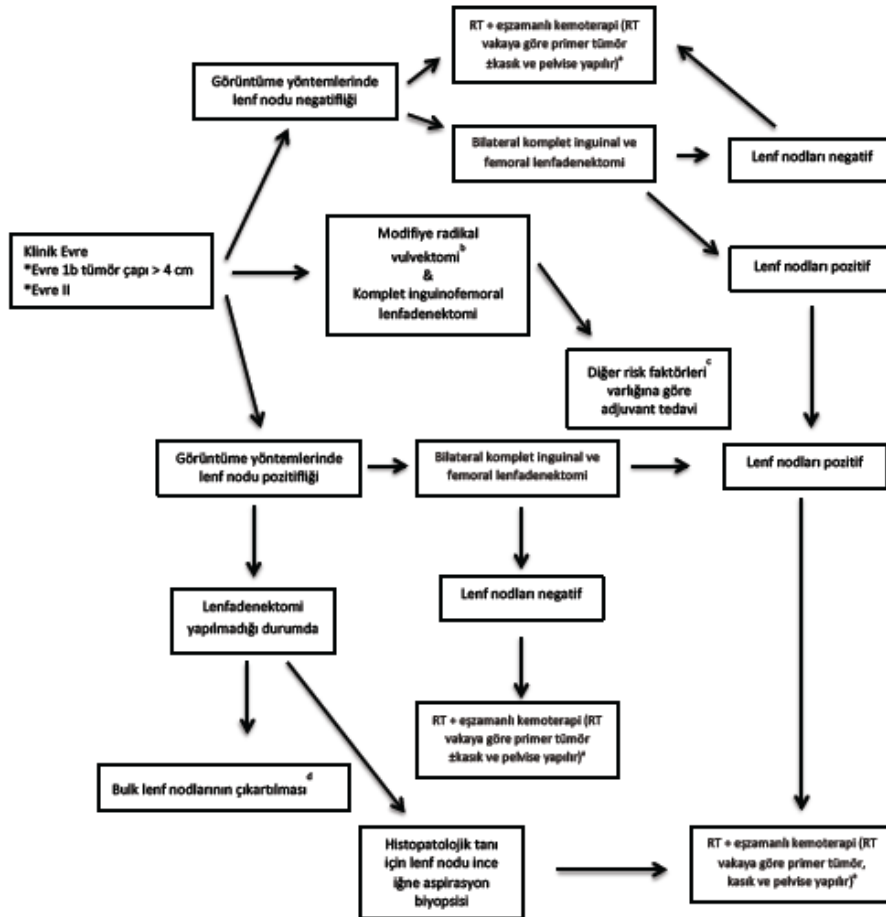 RT + eşzamanlı kemoterapi (RT
vakaya göre primer tümör
±kasık ve pelvise yapılır)a
Görüntüme yöntemlerinde
lenf nodu negatifliği
Bilateral komplet inguinal ve
femoral lenfadenektomi
Lenf nodları negatif
Klinik Evre
*Evre 1b tümör çapı > 4 cm
*Evre II
Modifiye radikal
vulvektomi b
&
Komplet inguinofemoral
lenfadenektomi
Lenf nodları pozitif
Diğer risk faktörleri c
varlığına göre
adjuvant tedavi
Görüntüme yöntemlerinde
lenf nodu pozitifliği
Bilateral komplet inguinal ve
femoral lenfadenektomi
Lenf nodları pozitif
Lenfadenektomi
yapılmadığı durumda
Lenf nodları negatif
RT + eşzamanlı kemoterapi (RT
vakaya göre primer tümör
±kasık ve pelvise yapılır)a
Bulk lenf nodlarının çıkartılması d
Histopatolojik tanı
için lenf nodu ince
iğne aspirasyon
biyopsisi
RT + eşzamanlı kemoterapi (RT
vakaya göre primer tümör,
kasık ve pelvise yapılır)a